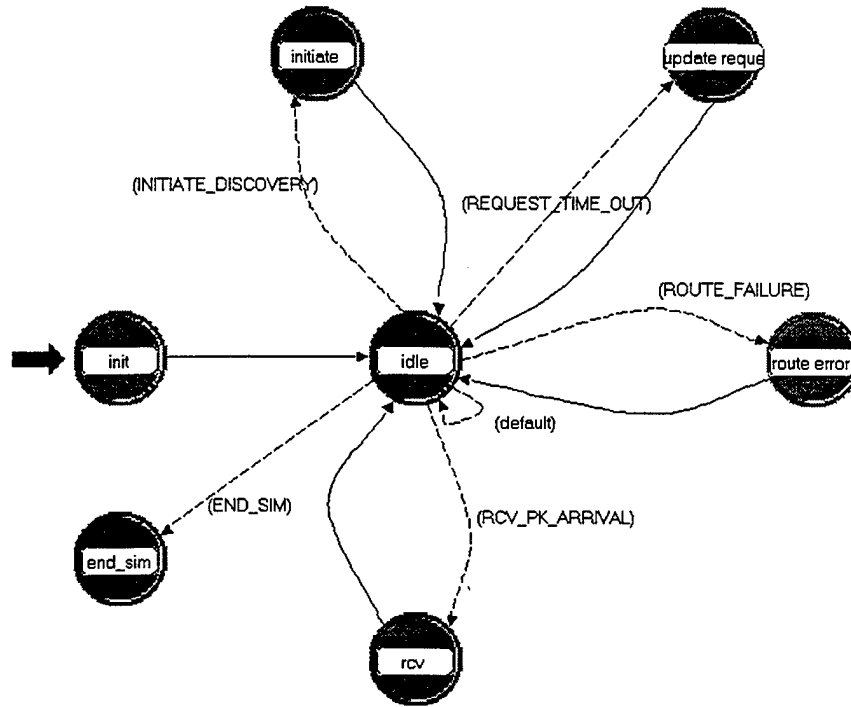 initiate
update reque
(INITIATE_DISCOVERY)
(REQUEST_TIME_OUT)
(ROUTE_FAILURE)
init
idle
route error
(default)
(END_SIM)
(RCV_PK_ARRIVAL)
end_sim
rcv